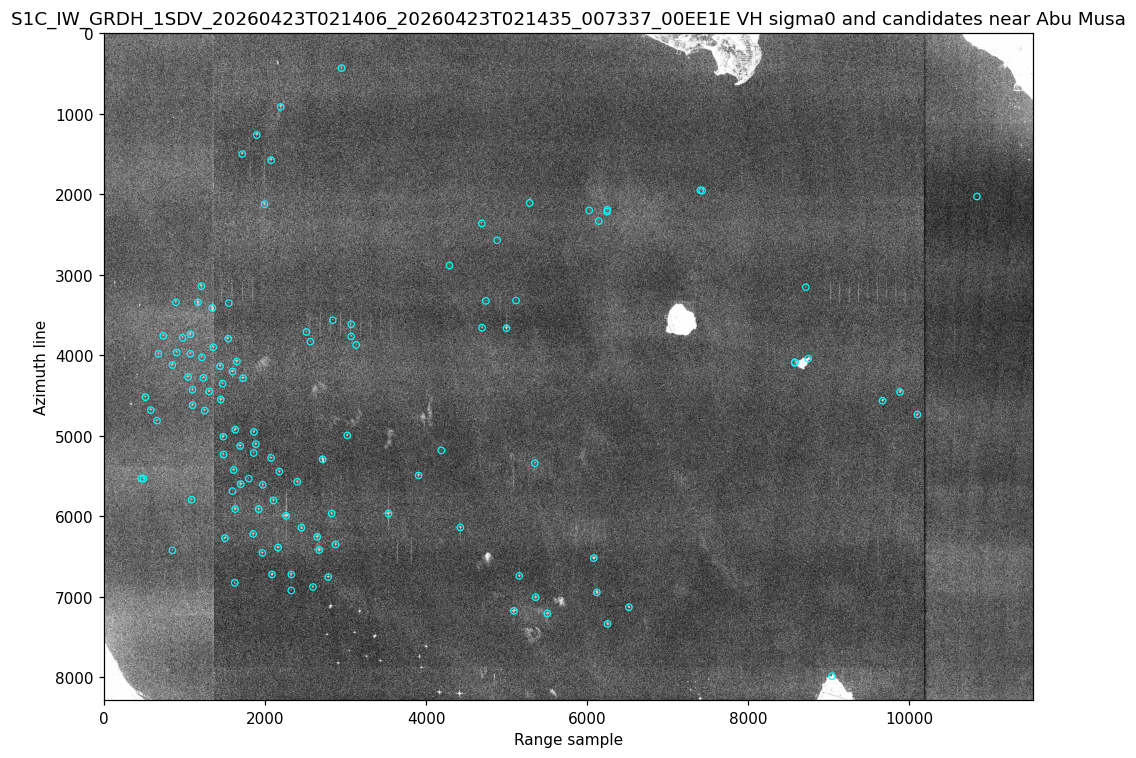 S1C_IW_GRDH_1SDV_20260423T021406_20260423T021435_007337_00EE1E VH sigma0 and candidates near Abu Musa
0
1000
2000
3000
4000
5000
6000
7000
8000
Azimuth line
0 2000 4000 6000 8000 10000
Range sample